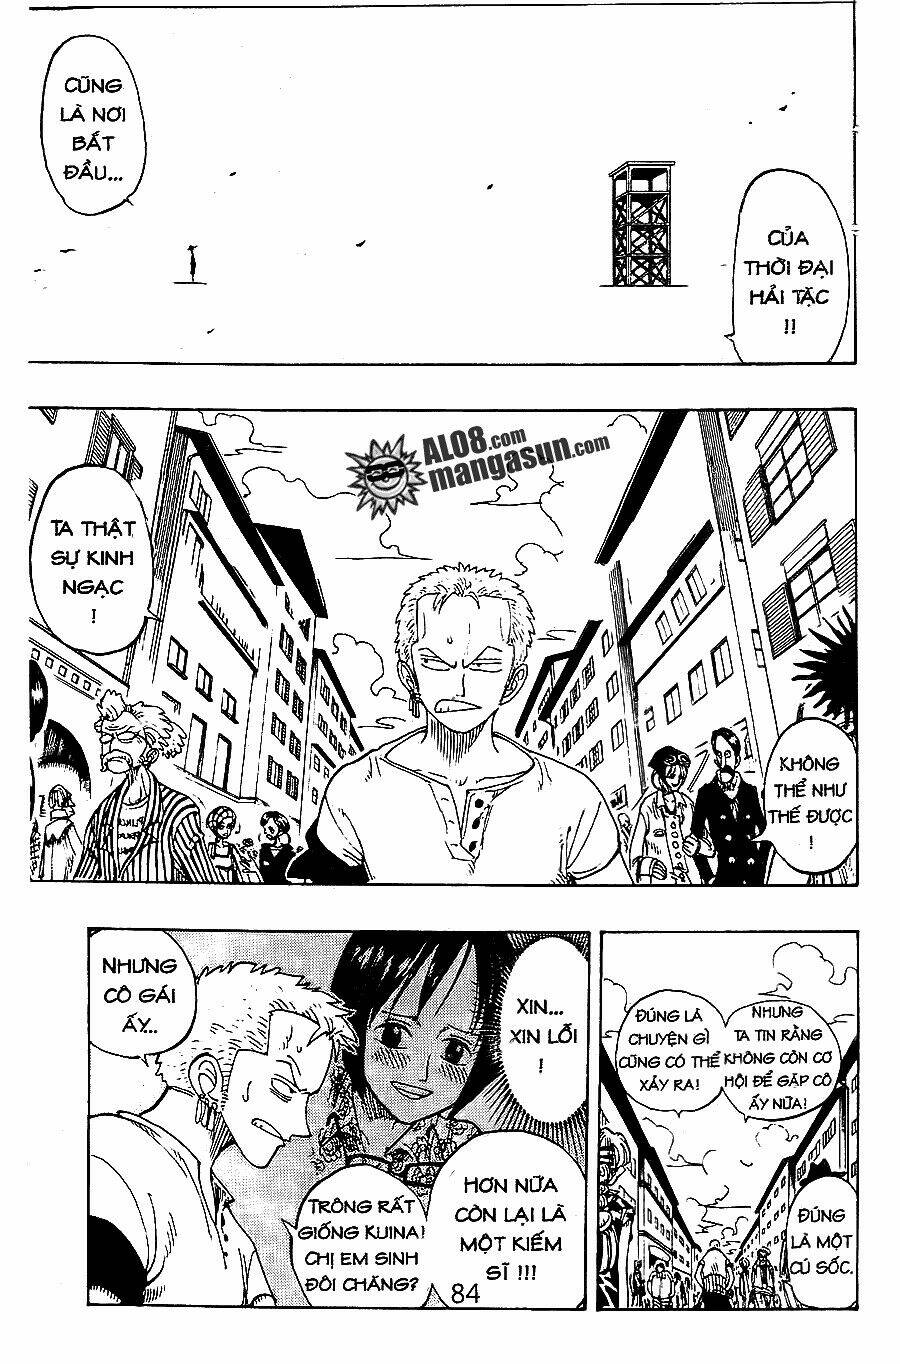 CŨNG
LÀ NƠI
BẮT
ĐẦU...
CỦA
THỜI ĐẠI
HẢI TẶC
!!
AL08.com
mangasun.com
TA THẬT
SỰ KINH
NGẠC
!
KHÔNG
THỂ NHƯ
THẾ ĐƯỢC
!
NHƯNG
CÔ GÁI
ẤY..
XIN...
XIN LỖI
!
HƠN NỮA
CÒN LẠI LÀ
MỘT KIẾM
SĨ !!!
TRÔNG RẤT
GIỐNG KUINA!
CHỊ EM SINH
ĐÔI CHĂNG?
ĐÚNG LÀ
CHUYỆN GÌ
CŨNG CÓ THỂ
XẢY RA!
NHƯNG
TA TIN RẰNG
KHÔNG CÒN CƠ
HỘI ĐỂ GẶP CÔ
ẤY NỮA!
ĐÚNG
LÀ MỘT
CÚ SỐC.
84